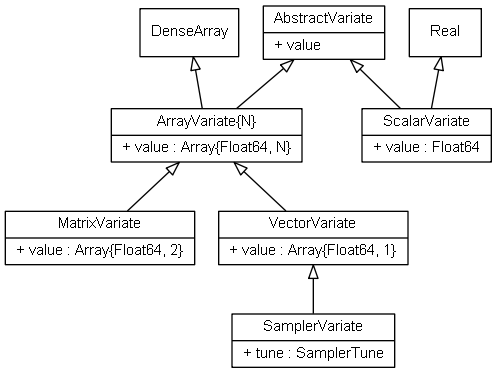 DenseArray
AbstractVariate
+ value
Real
ArrayVariate{N}
+ value : Array{Float64, N}
ScalarVariate
+ value : Float64
MatrixVariate
+ value : Array{Float64, 2}
VectorVariate
+ value : Array{Float64, 1}
SamplerVariate
+ tune : SamplerTune